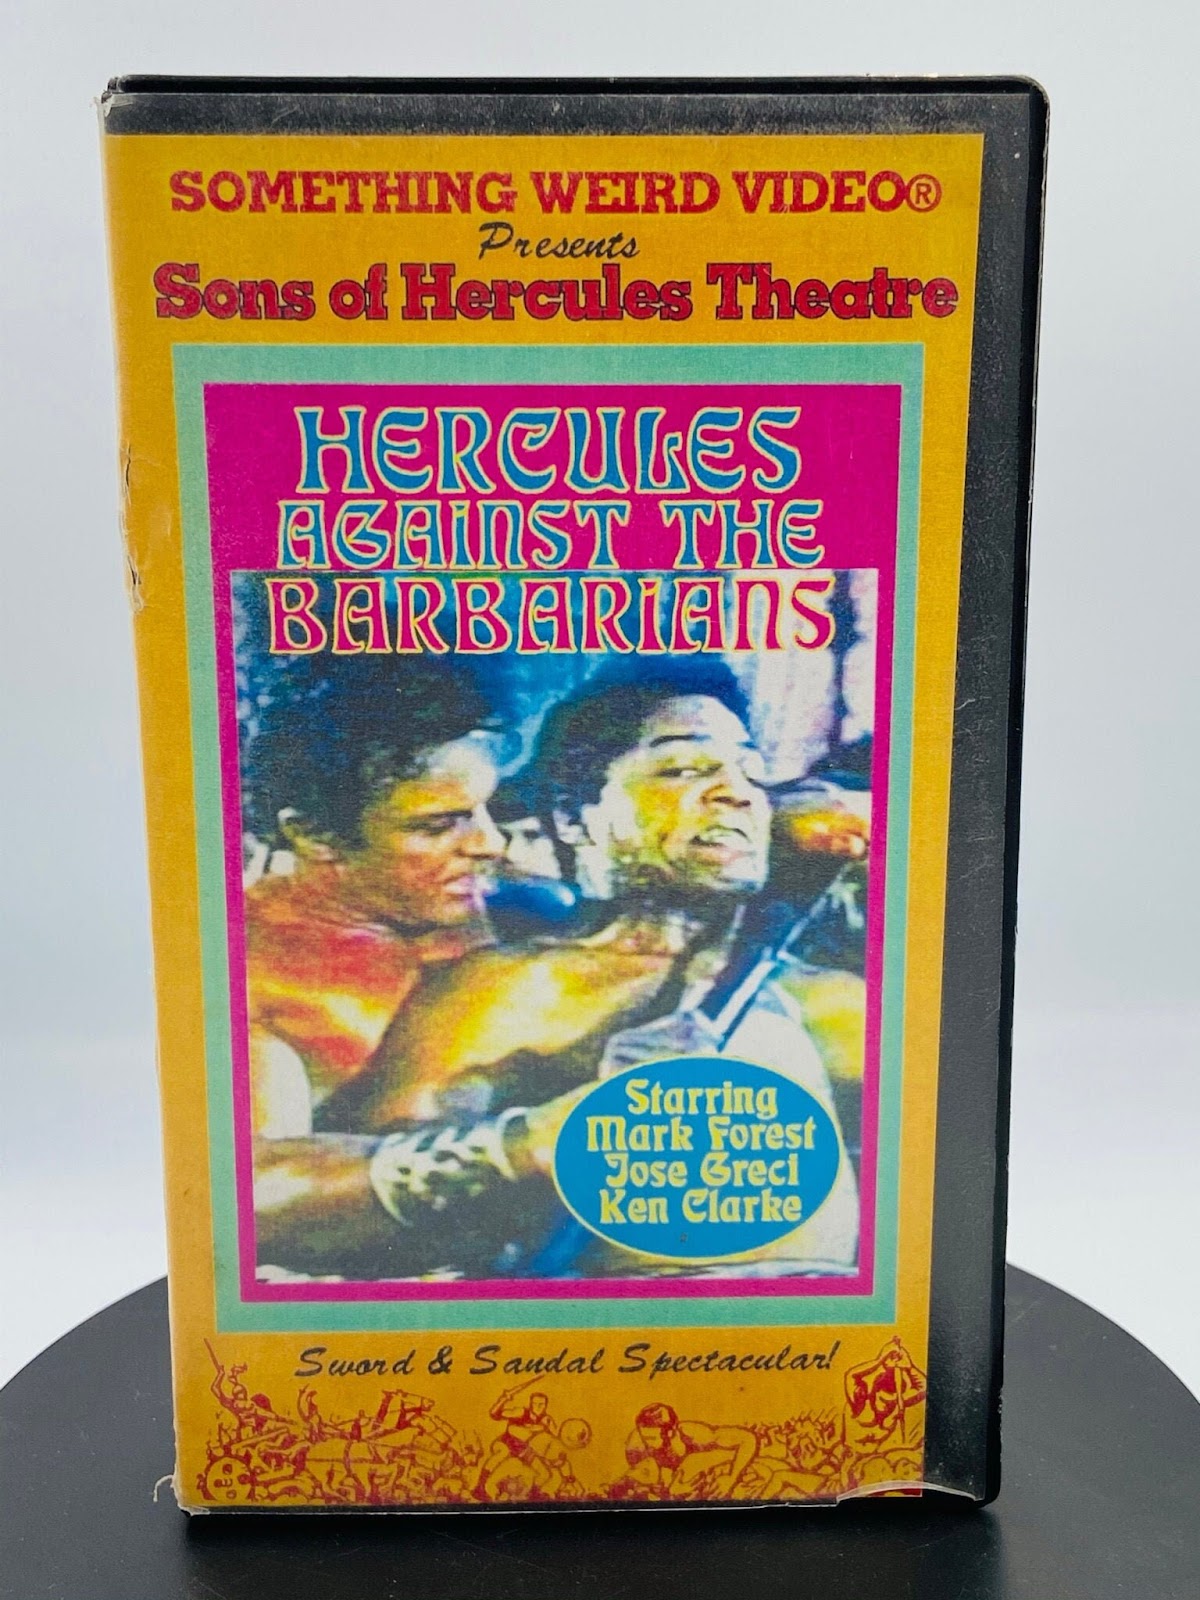 SOMETHING WEIRD VIDEO®
Presents
Sons of Hercules Theatre
HERCULES
AGAINST THE
BARBARIANS
Starring
Mark Forest
Jose Greci
Ken Clarke
Sword & Sandal Spectacular!